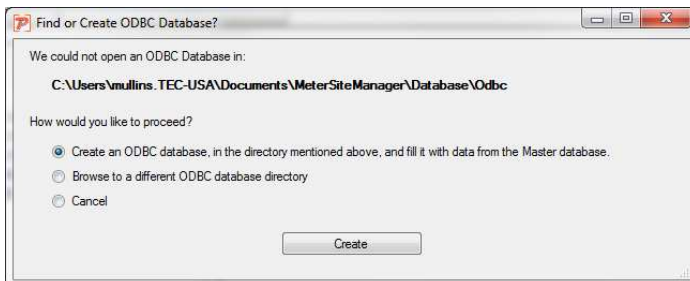 Find or Create ODBC Database?
We could not open an ODBC Database in:
C:\Users\mullins.TEC-USA\Documents\MeterSiteManager\Database\Odbc
How would you like to proceed?
Create an ODBC database, in the directory mentioned above, and fill it with data from the Master database.
Browse to a different ODBC database directory
Cancel
Create